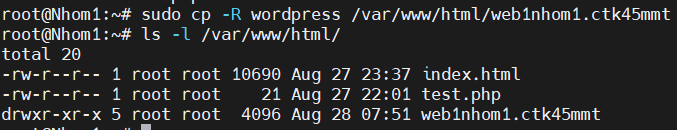 root@Nhom1:~# sudo cp -R wordpress /var/www/html/web1nhom1.ctk45mmt
root@Nhom1:~# ls -l /var/www/html/
total 20
-rw-r--r-- 1 root root 10690 Aug 27 23:37 index.html
-rw-r--r-- 1 root root    21 Aug 27 22:01 test.php
drwxr-xr-x 5 root root  4096 Aug 28 07:51 web1nhom1.ctk45mmt
root@Nhom1:~#